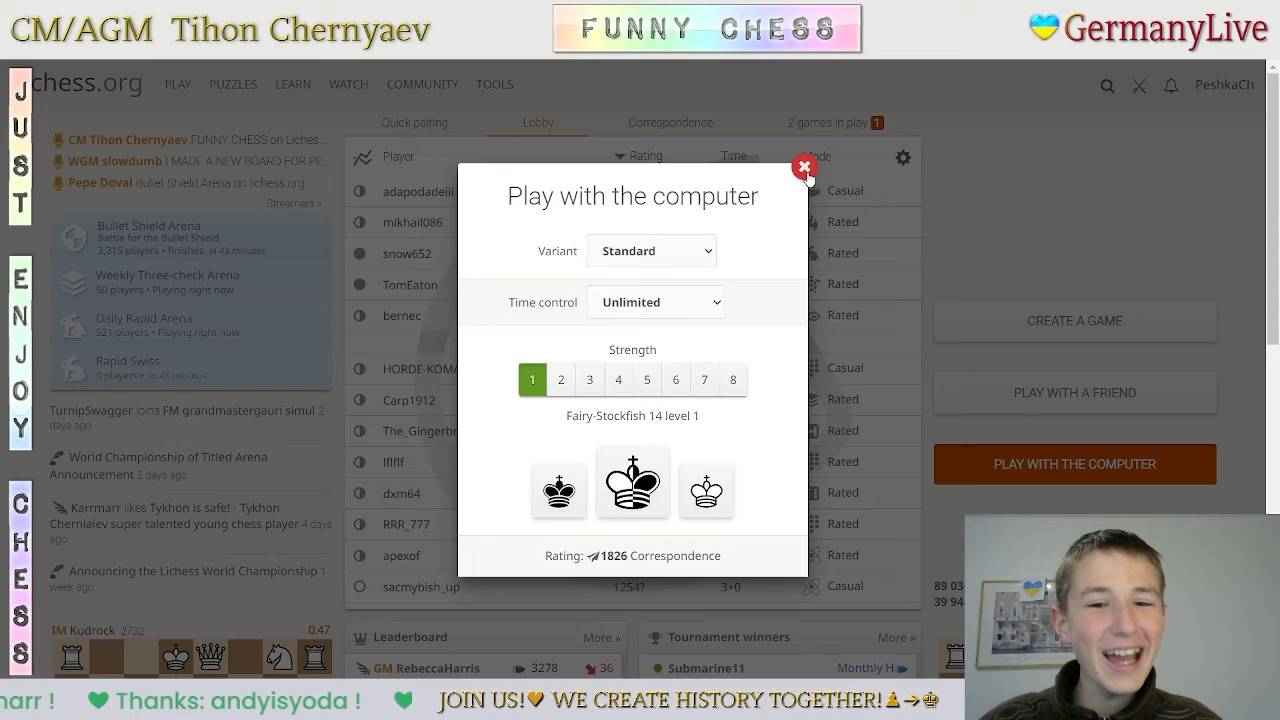 CM/AGM Tihon Chernyaev
FUNNY CHESS
GermanyLive
JUST
ENJOY
CHESS
chess.org
PLAY
PUZZLES
LEARN
WATCH
COMMUNITY
TOOLS
PeshkaCh
CM Tihon Chernyaev FUNNY CHESS on Liches...
WGM slowdumb I MADE A NEW BOARD FOR PE...
Pepe Doval Bullet Shield Arena on lichess.org
Streamers »
Bullet Shield Arena
Battle for the Bullet Shield
3,315 players • finishes in 43 minutes
Weekly Three-check Arena
50 players • Playing right now
Daily Rapid Arena
521 players • Playing right now
Rapid Swiss
0 players • in 43 minutes
TurnipSwagger joins FM grandmastergauri simul 2
days ago
World Championship of Titled Arena
Announcement 2 days ago
Karrmarr likes Tykhon is safe! · Tykhon
Cherniaiev super talented young chess player 4 days
ago
Announcing the Lichess World Championship 1
week ago
IM Kudrock 2732 0:47
Quick pairing
Lobby
Correspondence
2 games in play 1
Player Rating Time Mode
adapodadeiii Casual
mikhail086 Rated
snow652 Rated
TomEaton Rated
bernec Rated
HORDE-KOMA Casual
Carp1912 Rated
The_Gingerbr Rated
Iflflf Rated
dxm64 Rated
RRR_777 Rated
apexof Rated
sacmybish_up 1254? 3+0 Casual
Play with the computer
Variant Standard
Time control Unlimited
Strength
1 2 3 4 5 6 7 8
Fairy-Stockfish 14 level 1
Rating: 1826 Correspondence
CREATE A GAME
PLAY WITH A FRIEND
PLAY WITH THE COMPUTER
Leaderboard More »
GM RebeccaHarris 3278 36
Tournament winners More »
Submarine11 Monthly H
harr !
Thanks: andyisyoda !
JOIN US! WE CREATE HISTORY TOGETHER!